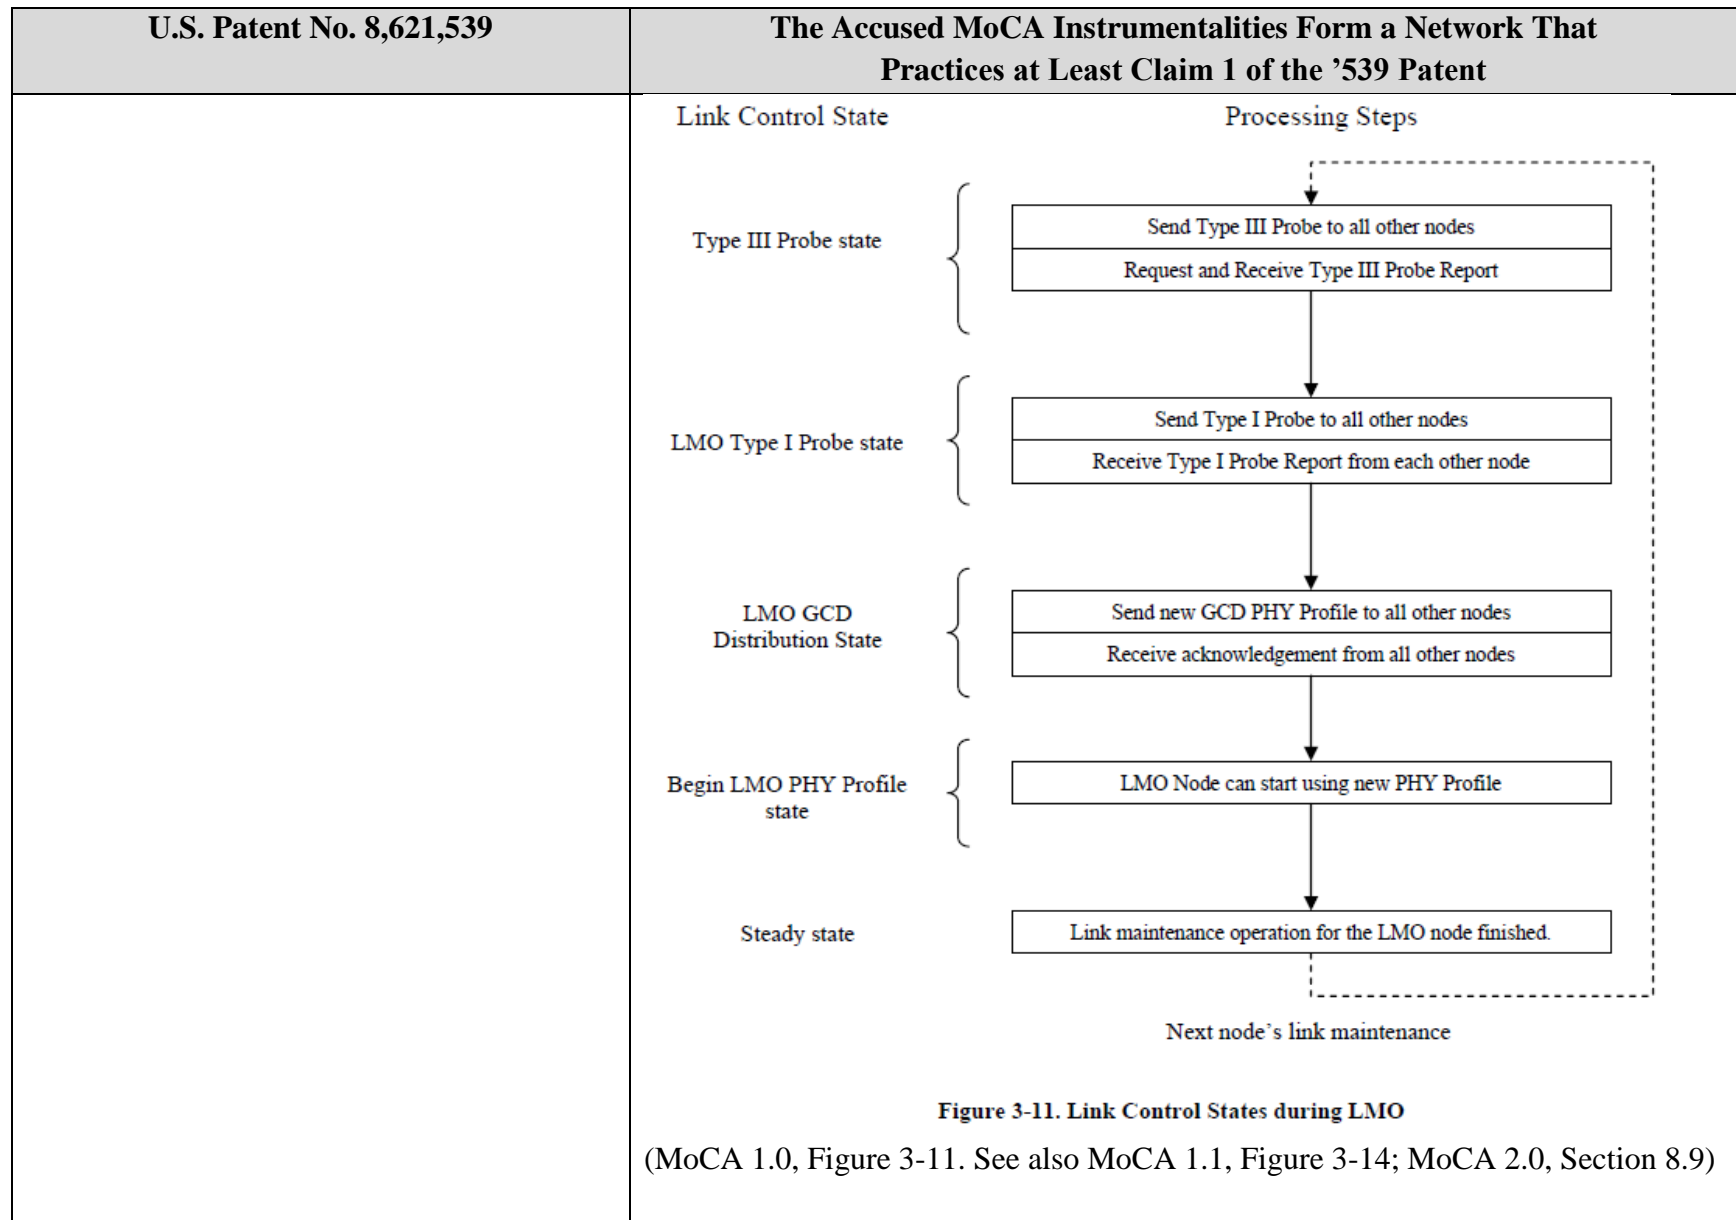 U.S. Patent No. 8,621,539
The Accused MoCA Instrumentalities Form a Network That
Practices at Least Claim 1 of the ’539 Patent
Link Control State
Processing Steps
Type III Probe state
Send Type III Probe to all other nodes
Request and Receive Type III Probe Report
LMO Type I Probe state
Send Type I Probe to all other nodes
Receive Type I Probe Report from each other node
LMO GCD
Distribution State
Send new GCD PHY Profile to all other nodes
Receive acknowledgement from all other nodes
Begin LMO PHY Profile
state
LMO Node can start using new PHY Profile
Steady state
Link maintenance operation for the LMO node finished.
Next node’s link maintenance
Figure 3-11. Link Control States during LMO
(MoCA 1.0, Figure 3-11. See also MoCA 1.1, Figure 3-14; MoCA 2.0, Section 8.9)